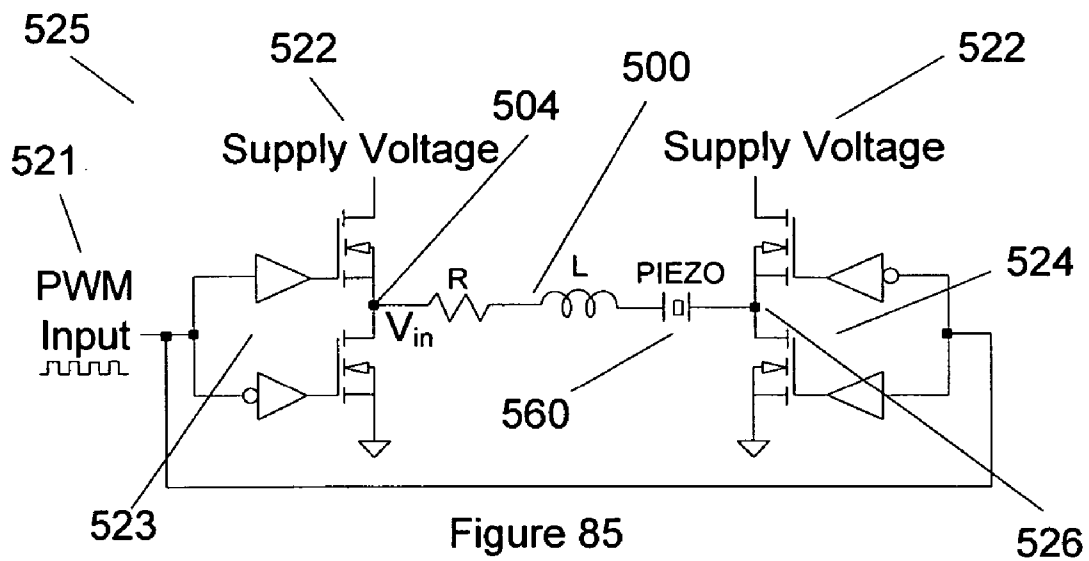 525
522
504
500
522
521
Supply Voltage
Supply Voltage
PWM
Input
R
L
PIEZO
524
Vin
560
523
Figure 85
526